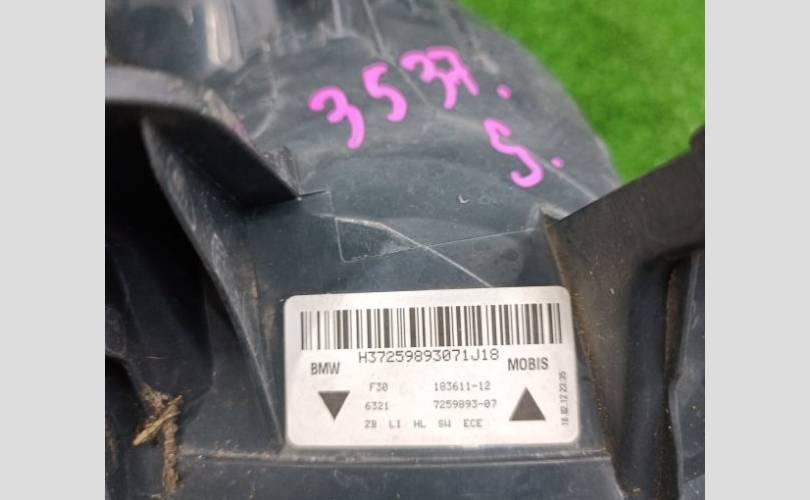 3537.
S.
H37259893071J18
BMW MOBIS
F30 183611-12
6321 7259893-07
ZB LI HL SW ECE